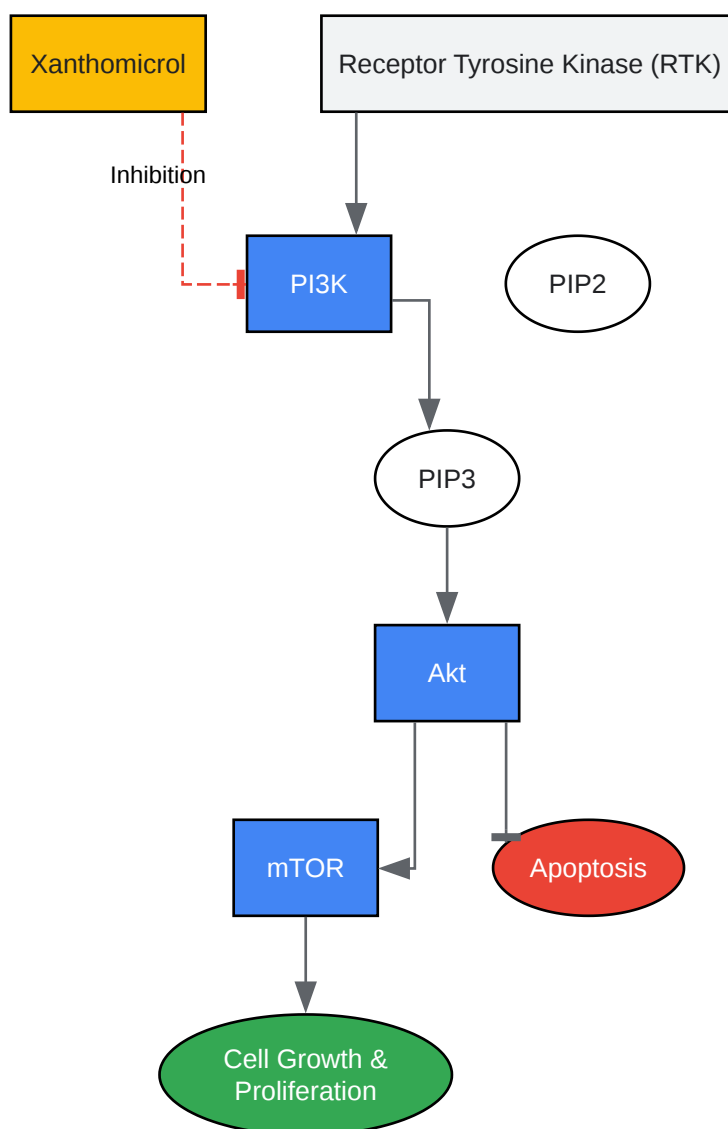 Xanthomicrol
Receptor Tyrosine Kinase (RTK)
Inhibition
PI3K
PIP2
PIP3
Akt
mTOR
Apoptosis
Cell Growth &
Proliferation